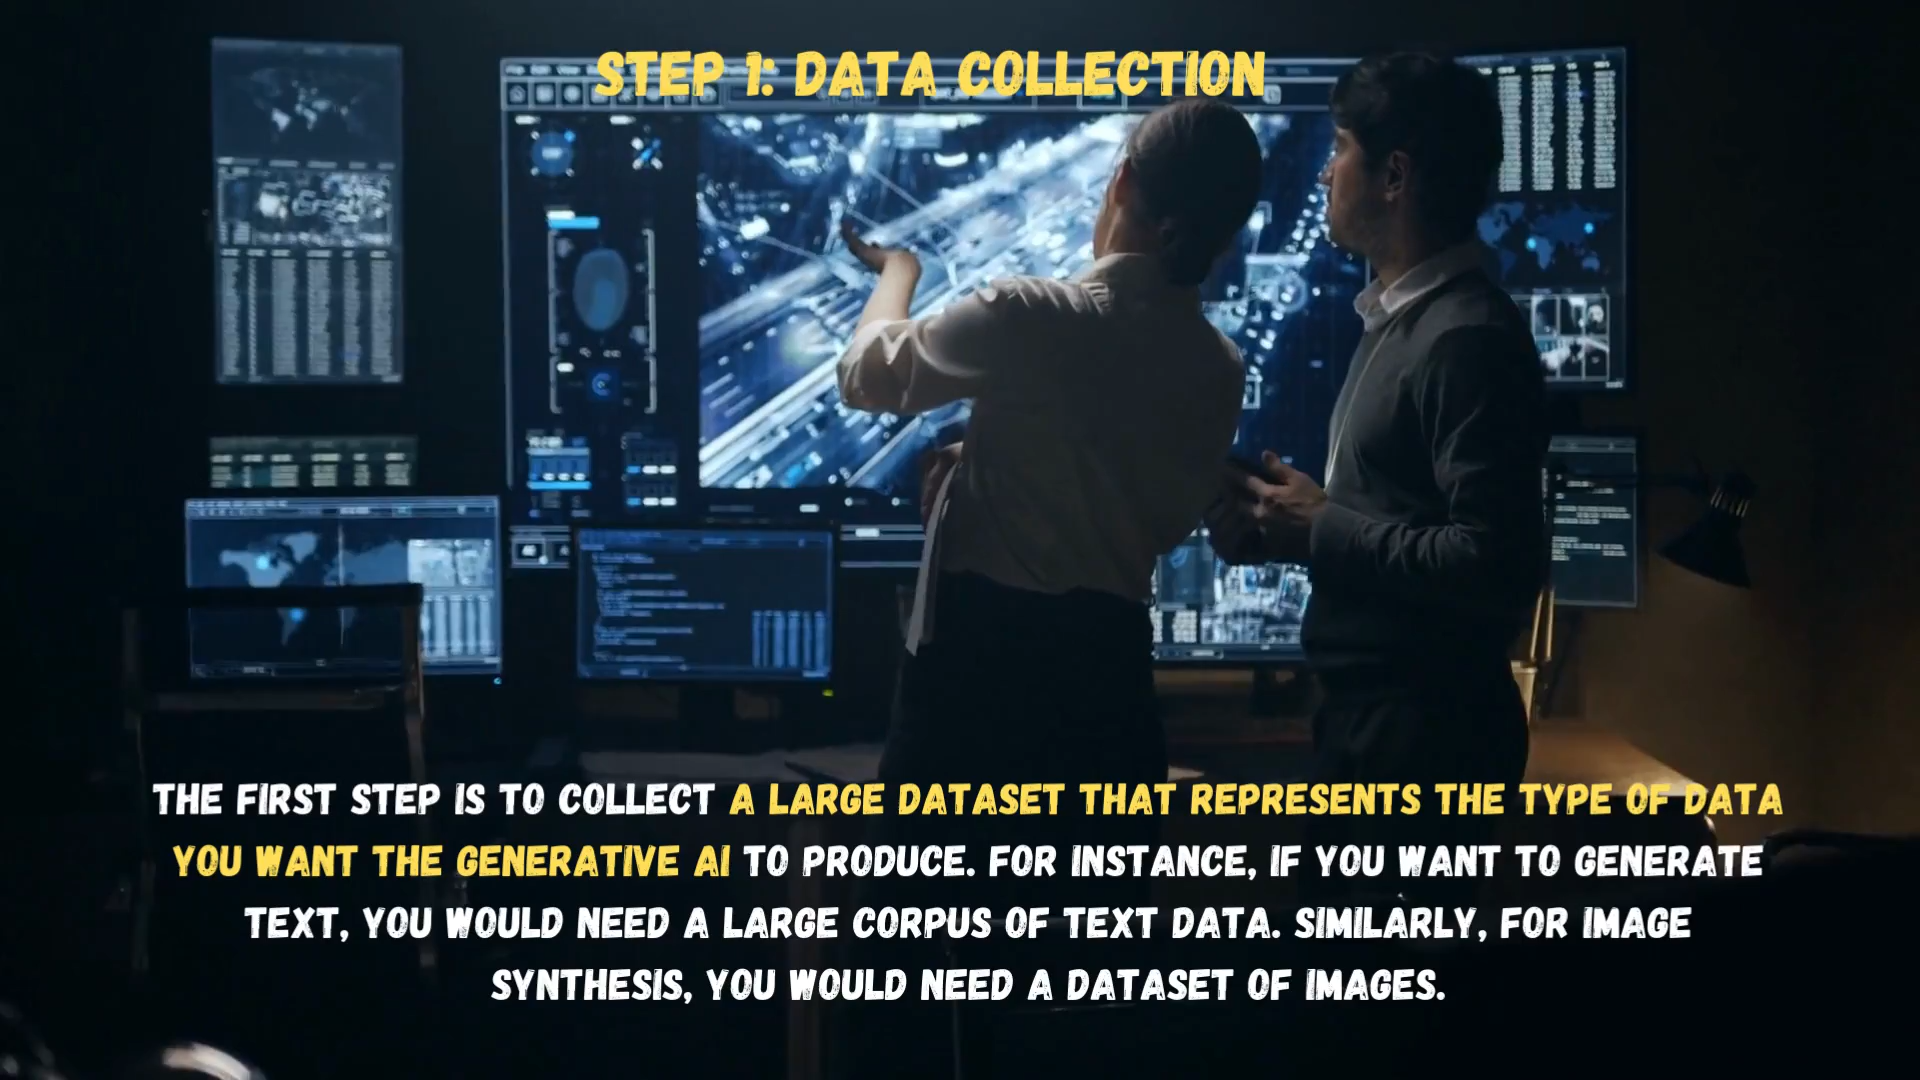 STEP 1: DATA COLLECTION
THE FIRST STEP IS TO COLLECT A LARGE DATASET THAT REPRESENTS THE TYPE OF DATA
YOU WANT THE GENERATIVE AI TO PRODUCE. FOR INSTANCE, IF YOU WANT TO GENERATE
TEXT, YOU WOULD NEED A LARGE CORPUS OF TEXT DATA. SIMILARLY, FOR IMAGE
SYNTHESIS, YOU WOULD NEED A DATASET OF IMAGES.